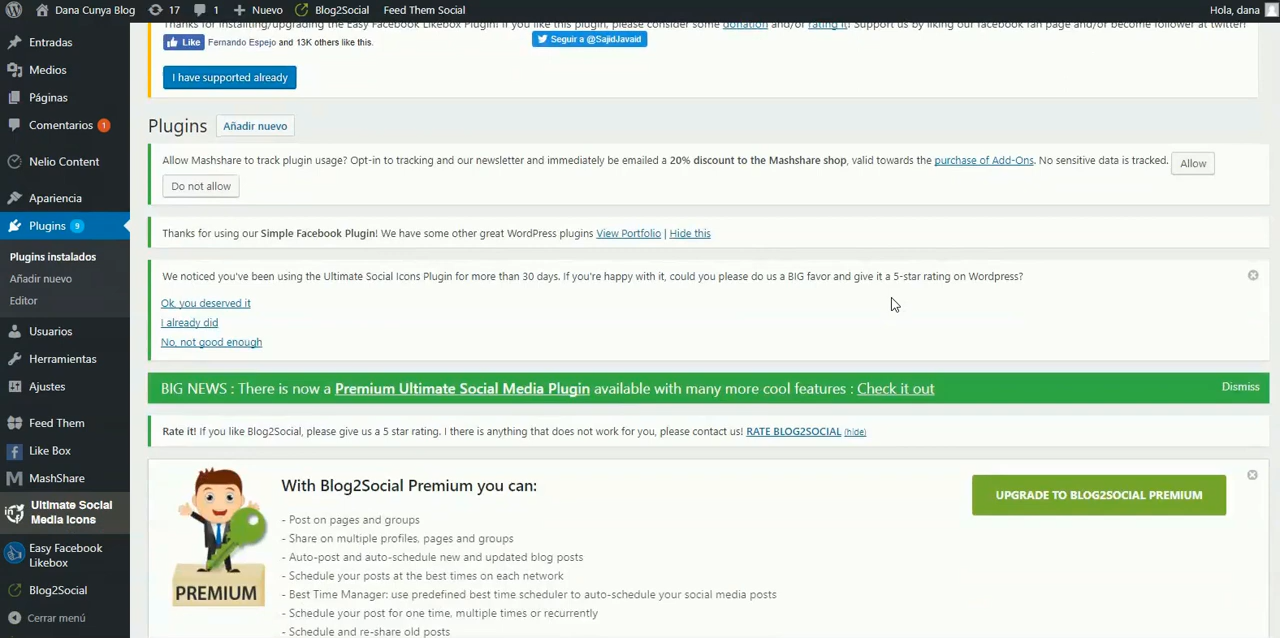 Dana Cunya Blog 17 1 Nuevo Blog2Social Feed Them Social Hola, dana
Entradas
Medios
Páginas
Comentarios 1
Nelio Content
Apariencia
Plugins 9
Plugins instalados
Añadir nuevo
Editor
Usuarios
Herramientas
Ajustes
Feed Them
Like Box
MashShare
Ultimate Social
Media Icons
Easy Facebook
Likebox
Blog2Social
Cerrar menú
Thanks for installting/upgrading the Easy Facebook Likebox Plugin! If you like this plugin, please consider some donation and/or rating it! Support us by liking our facebook fan page and/or become follower at twitter
Like Fernando Espejo and 13K others like this. Seguir a @SajidJavaid
I have supported already
Plugins Añadir nuevo
Allow Mashshare to track plugin usage? Opt-in to tracking and our newsletter and immediately be emailed a 20% discount to the Mashshare shop, valid towards the purchase of Add-Ons. No sensitive data is tracked. Allow
Do not allow
Thanks for using our Simple Facebook Plugin! We have some other great WordPress plugins View Portfolio | Hide this
We noticed you've been using the Ultimate Social Icons Plugin for more than 30 days. If you're happy with it, could you please do us a BIG favor and give it a 5-star rating on Wordpress?
Ok, you deserved it
I already did
No, not good enough
BIG NEWS : There is now a Premium Ultimate Social Media Plugin available with many more cool features : Check it out Dismiss
Rate it! If you like Blog2Social, please give us a 5 star rating. I there is anything that does not work for you, please contact us! RATE BLOG2SOCIAL (hide)
PREMIUM
With Blog2Social Premium you can:
UPGRADE TO BLOG2SOCIAL PREMIUM
- Post on pages and groups
- Share on multiple profiles, pages and groups
- Auto-post and auto-schedule new and updated blog posts
- Schedule your posts at the best times on each network
- Best Time Manager: use predefined best time scheduler to auto-schedule your social media posts
- Schedule your post for one time, multiple times or recurrently
- Schedule and re-share old posts